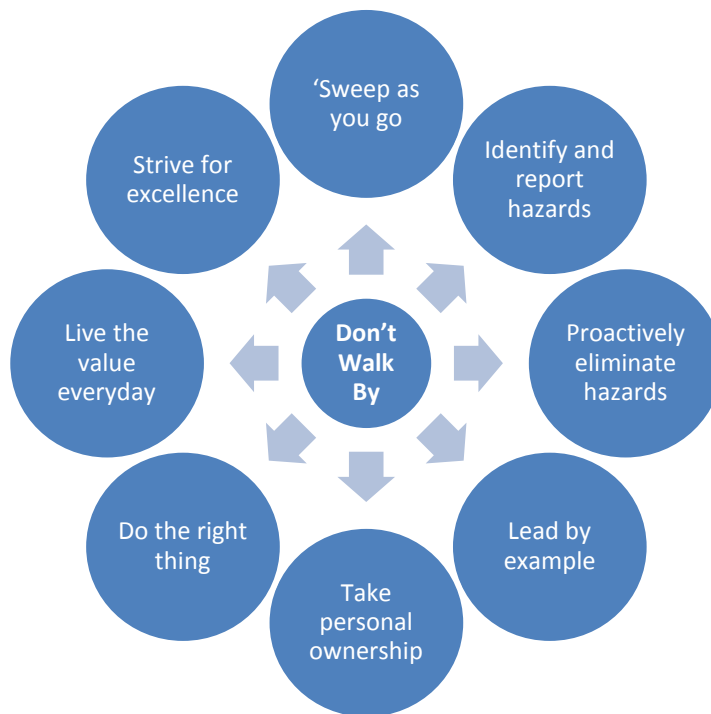 ‘Sweep as
you go
Identify and
report
hazards
Proactively
eliminate
hazards
Lead by
example
Take
personal
ownership
Do the right
thing
Live the
value
everyday
Strive for
excellence
Don’t
Walk
By